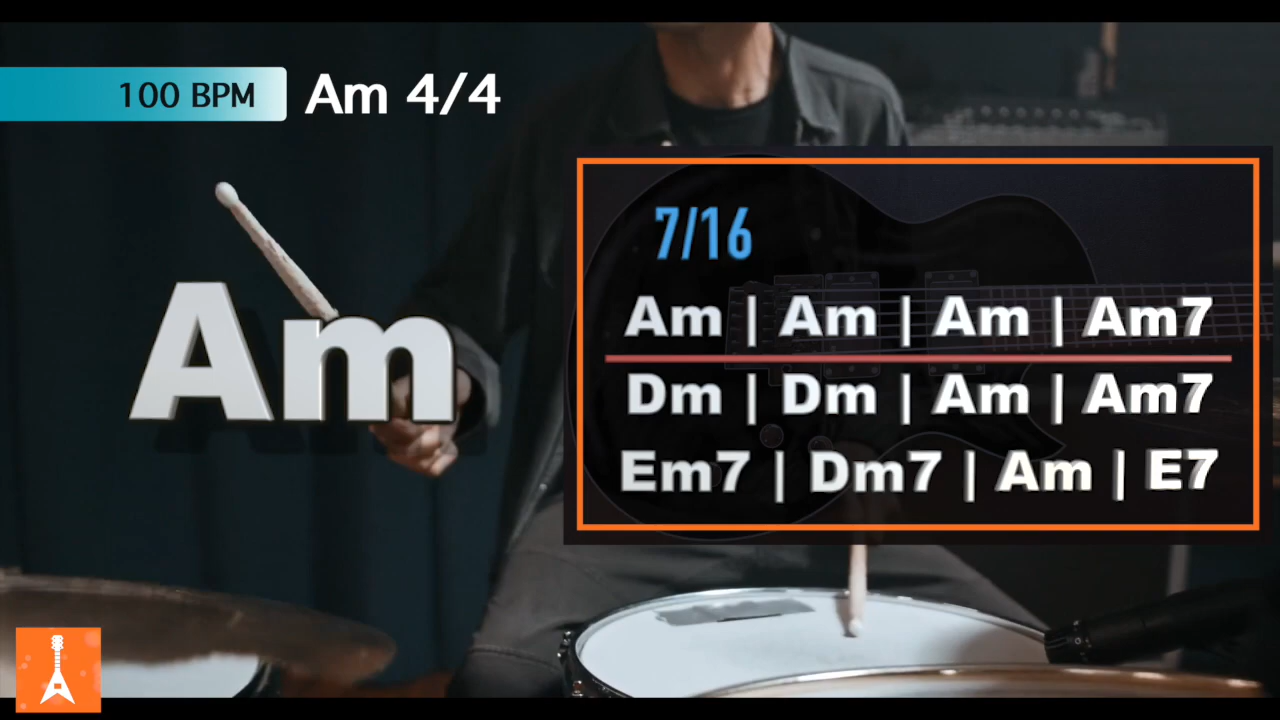 100 BPM Am 4/4
Am
7/16
Am | Am | Am | Am7
Dm | Dm | Am | Am7
Em7 | Dm7 | Am | E7